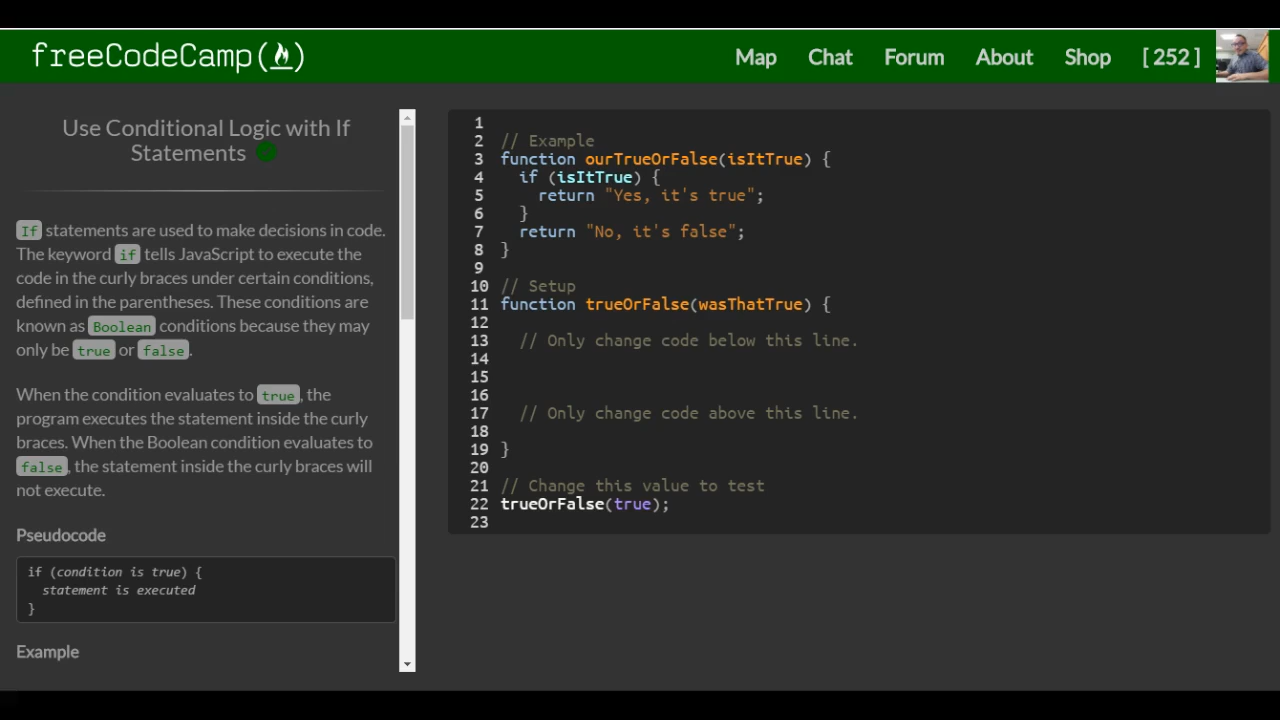 freeCodeCamp(🔥)
Map Chat Forum About Shop [ 252 ]
Use Conditional Logic with If
Statements
If statements are used to make decisions in code.
The keyword if tells JavaScript to execute the
code in the curly braces under certain conditions,
defined in the parentheses. These conditions are
known as Boolean conditions because they may
only be true or false.
When the condition evaluates to true, the
program executes the statement inside the curly
braces. When the Boolean condition evaluates to
false, the statement inside the curly braces will
not execute.
Pseudocode
if (condition is true) {
  statement is executed
}
Example
1
2 // Example
3 function ourTrueOrFalse(isItTrue) {
4   if (isItTrue) {
5     return "Yes, it's true";
6   }
7   return "No, it's false";
8 }
9
10 // Setup
11 function trueOrFalse(wasThatTrue) {
12
13   // Only change code below this line.
14
15
16
17   // Only change code above this line.
18
19 }
20
21 // Change this value to test
22 trueOrFalse(true);
23